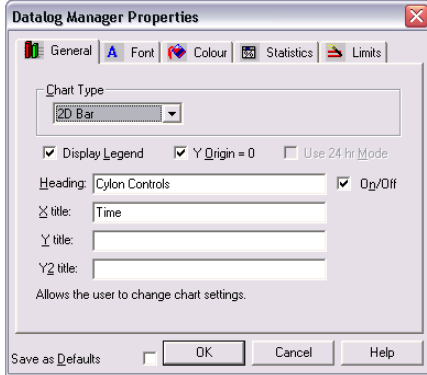 Datalog Manager Properties
General Font Colour Statistics Limits
Chart Type
2D Bar
Display Legend Y Origin = 0 Use 24 hr Mode
Heading: Cylon Controls On/Off
X title: Time
Y title:
Y2 title:
Allows the user to change chart settings.
Save as Defaults OK Cancel Help